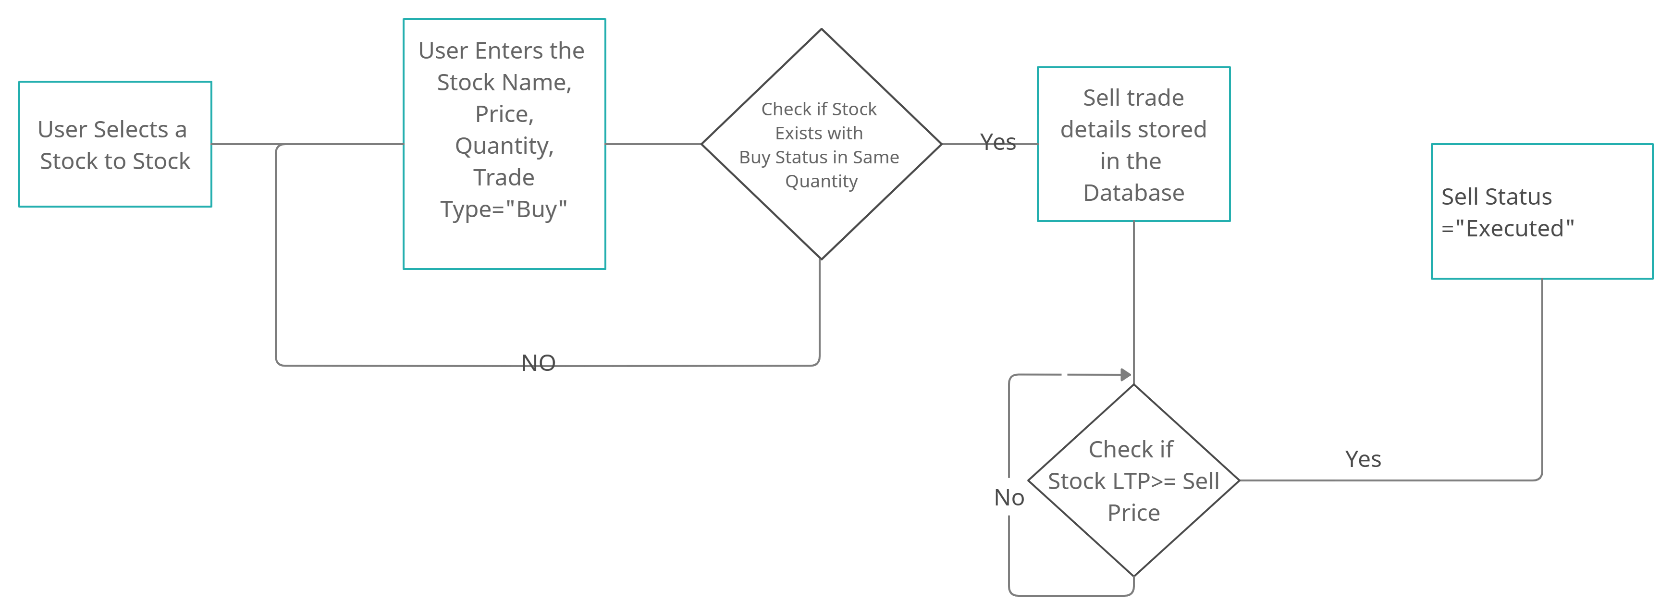 User Selects a
Stock to Stock
User Enters the
Stock Name,
Price,
Quantity,
Trade
Type="Buy"
Check if Stock
Exists with
Buy Status in Same
Quantity
Yes
Sell trade
details stored
in the
Database
Sell Status
="Executed"
NO
Check if
Stock LTP>= Sell
Price
Yes
No